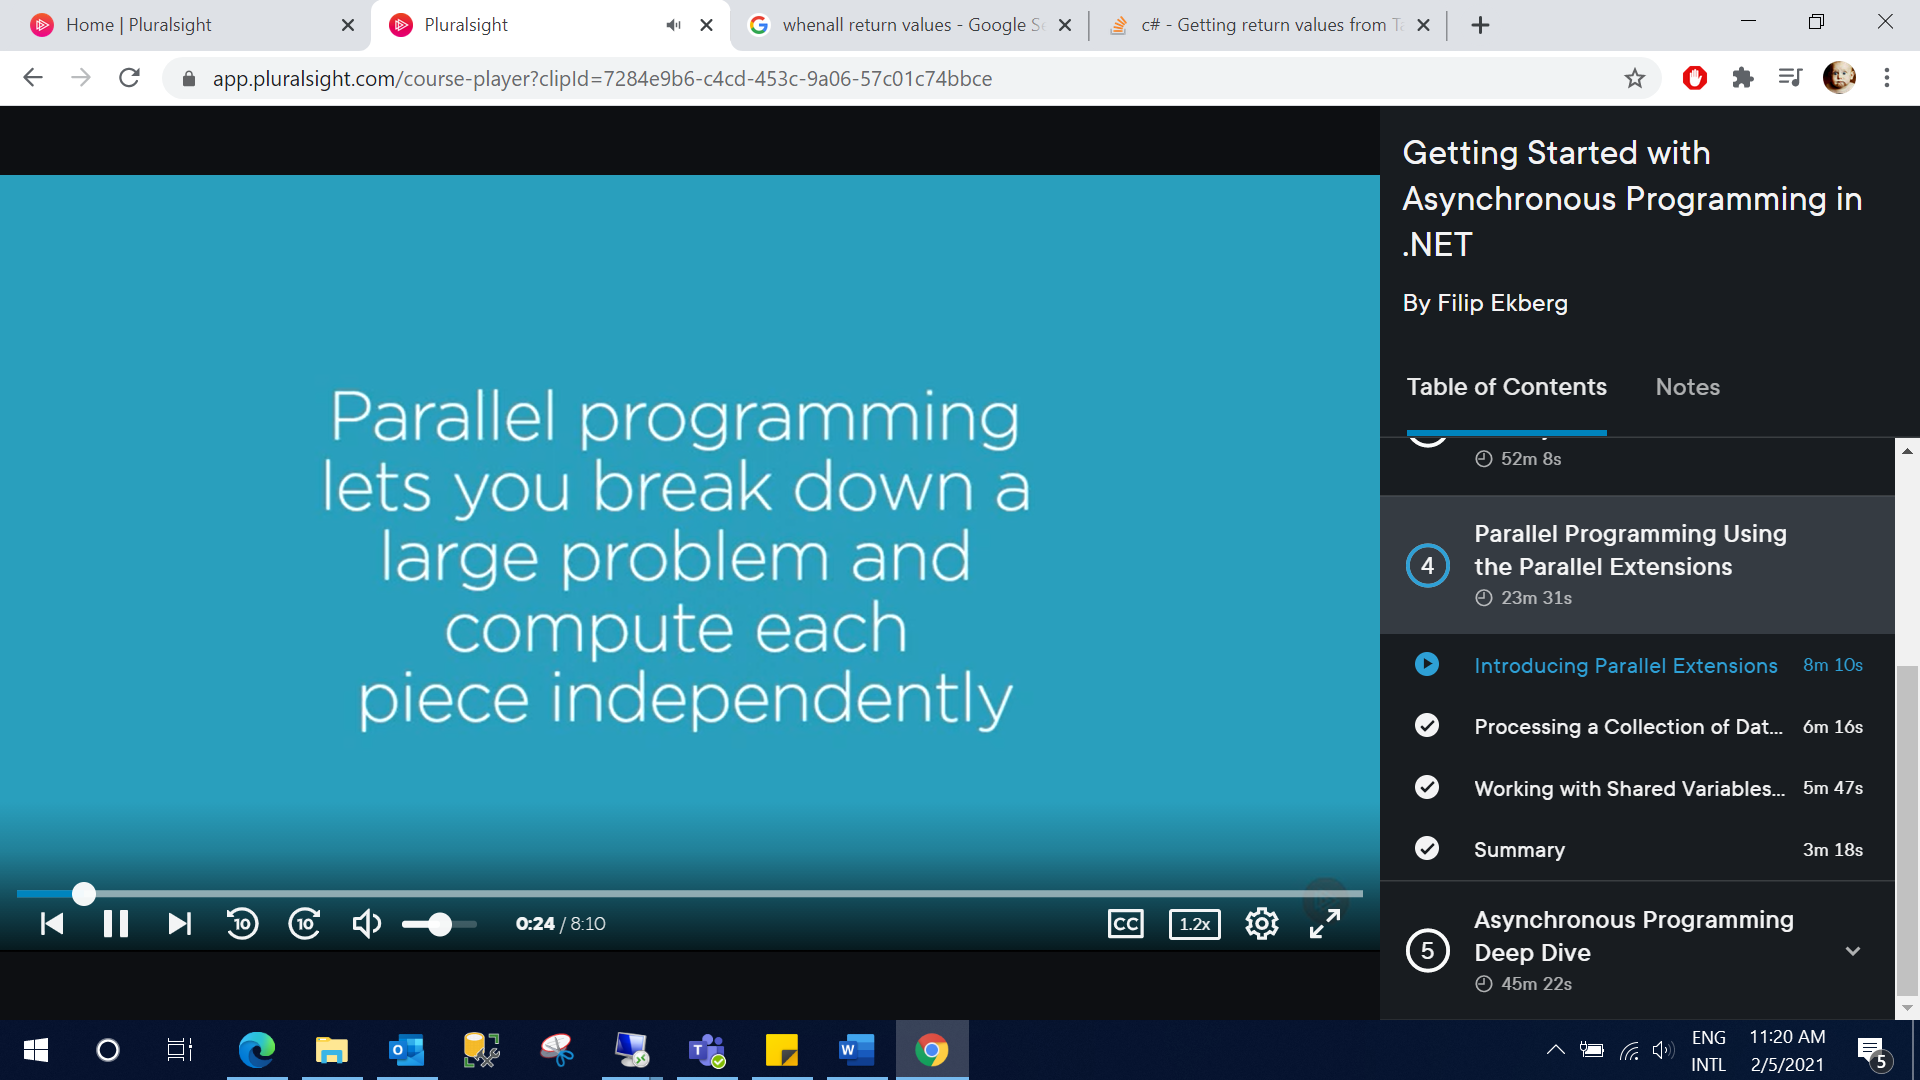 Home | Pluralsight
Pluralsight
whenall return values - Google Se
c# - Getting return values from Ta
app.pluralsight.com/course-player?clipId=7284e9b6-c4cd-453c-9a06-57c01c74bbce
Parallel programming
lets you break down a
large problem and
compute each
piece independently
10
10
0:24 / 8:10
CC
1.2x
Getting Started with
Asynchronous Programming in
.NET
By Filip Ekberg
Table of Contents
Notes
52m 8s
4
Parallel Programming Using
the Parallel Extensions
23m 31s
Introducing Parallel Extensions 8m 10s
Processing a Collection of Dat... 6m 16s
Working with Shared Variables... 5m 47s
Summary 3m 18s
5
Asynchronous Programming
Deep Dive
45m 22s
ENG
INTL
11:20 AM
2/5/2021
5